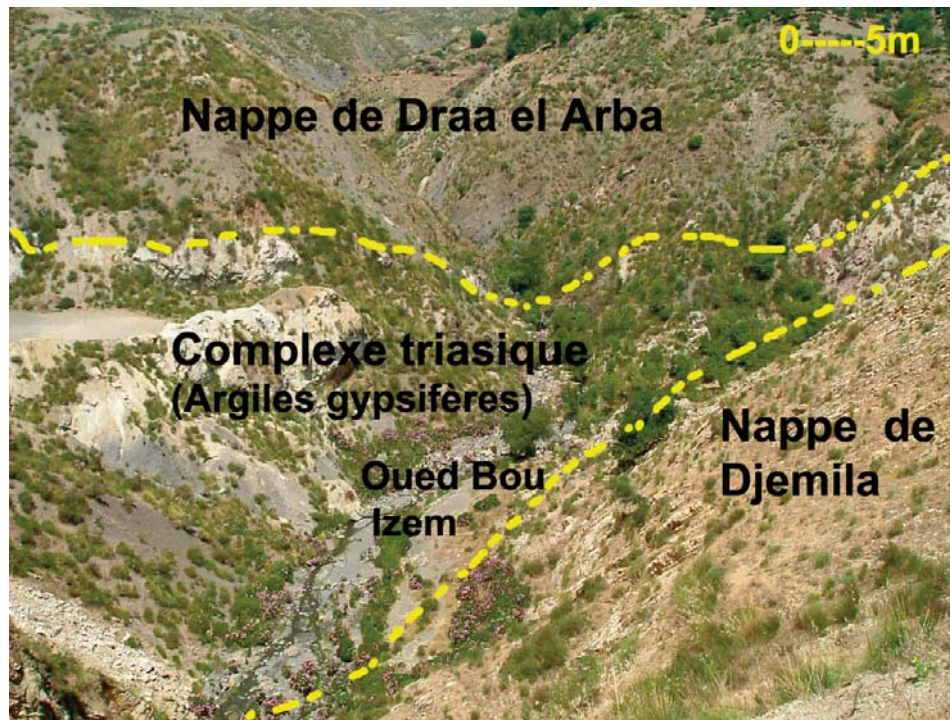 0-----5m
Nappe de Draa el Arba
Complexe triasique
(Argiles gypsifères)
Nappe de
Djemila
Oued Bou
Izem